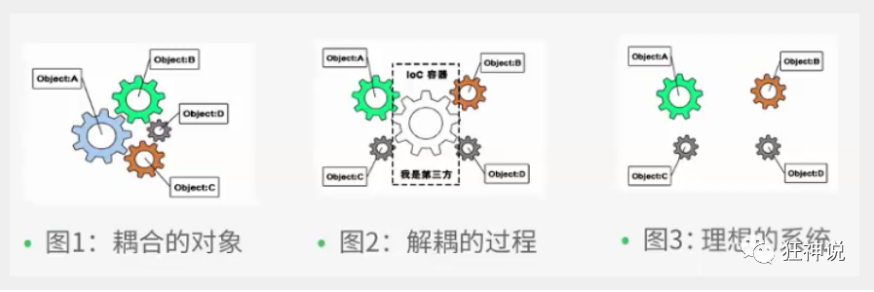 Object:A
Object:B
Object:D
Object:C
图1：耦合的对象
Object:A
IoC 容器
Object:B
Object:C
我是第三方
Object:D
图2：解耦的过程
Object:A
Object:B
Object:C
Object:D
图3：理想的系统
狂神说